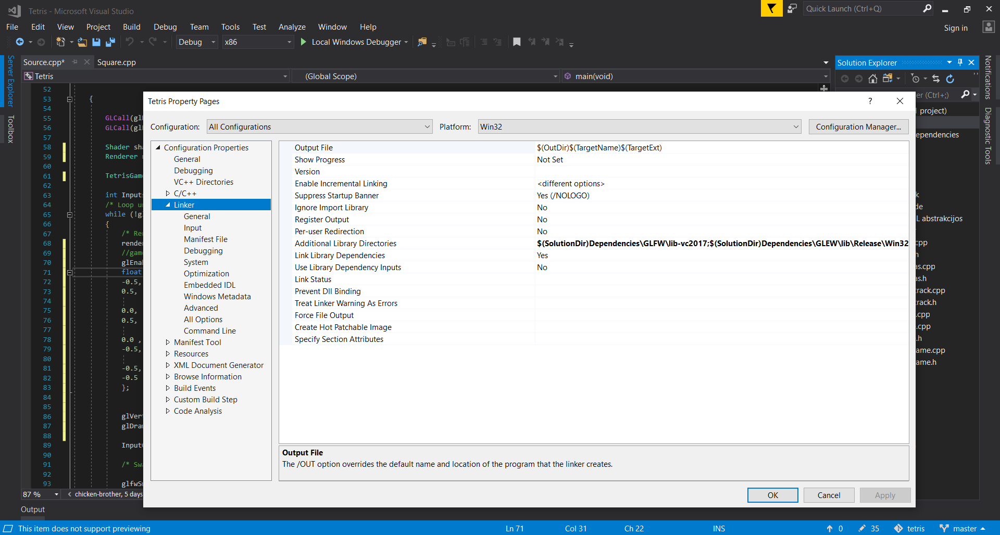 Tetris - Microsoft Visual Studio
Quick Launch (Ctrl+Q)
File Edit View Project Build Debug Team Tools Test Analyze Window Help
Sign in
Debug x86 Local Windows Debugger
Server Explorer
Toolbox
Source.cpp* Square.cpp
Tetris (Global Scope) main(void)
Solution Explorer
er (Ctrl+;)
project)
ependencies
de
L abstrakcijos
cpp
as.cpp
as.h
track.cpp
track.h
.cpp
.cpp
.h
ame.cpp
ame.h
Notifications
Diagnostic Tools
52
53 {
54
55 GLCall(gl
56 GLCall(gl
57
58 Shader sha
59 Renderer
60
61 TetrisGame
62
63 int Inputs
64 /* Loop un
65 while (!g
66 {
67 /* Re
68 rende
69 //game
70 glEnab
71 float
72 -0.5,
73 0.5,
74
75 0.0,
76 0.5,
77
78 0.0 ,
79 -0.5,
80
81 -0.5,
82 -0.5
83 };
84
85
86 glVert
87 glDraw
88
89 Input
90
91 /* Swa
92
93 glfwSw
87 % chicken-brother, 5 days
Tetris Property Pages
?
Configuration: All Configurations Platform: Win32 Configuration Manager...
Configuration Properties
General
Debugging
VC++ Directories
C/C++
Linker
General
Input
Manifest File
Debugging
System
Optimization
Embedded IDL
Windows Metadata
Advanced
All Options
Command Line
Manifest Tool
Resources
XML Document Generator
Browse Information
Build Events
Custom Build Step
Code Analysis
Output File $(OutDir)$(TargetName)$(TargetExt)
Show Progress Not Set
Version
Enable Incremental Linking <different options>
Suppress Startup Banner Yes (/NOLOGO)
Ignore Import Library No
Register Output No
Per-user Redirection No
Additional Library Directories $(SolutionDir)Dependencies\GLFW\lib-vc2017;$(SolutionDir)Dependencies\GLEW\lib\Release\Win32
Link Library Dependencies Yes
Use Library Dependency Inputs No
Link Status
Prevent Dll Binding
Treat Linker Warning As Errors
Force File Output
Create Hot Patchable Image
Specify Section Attributes
Output File
The /OUT option overrides the default name and location of the program that the linker creates.
OK Cancel Apply
Output
This item does not support previewing Ln 71 Col 31 Ch 22 INS 0 35 tetris master